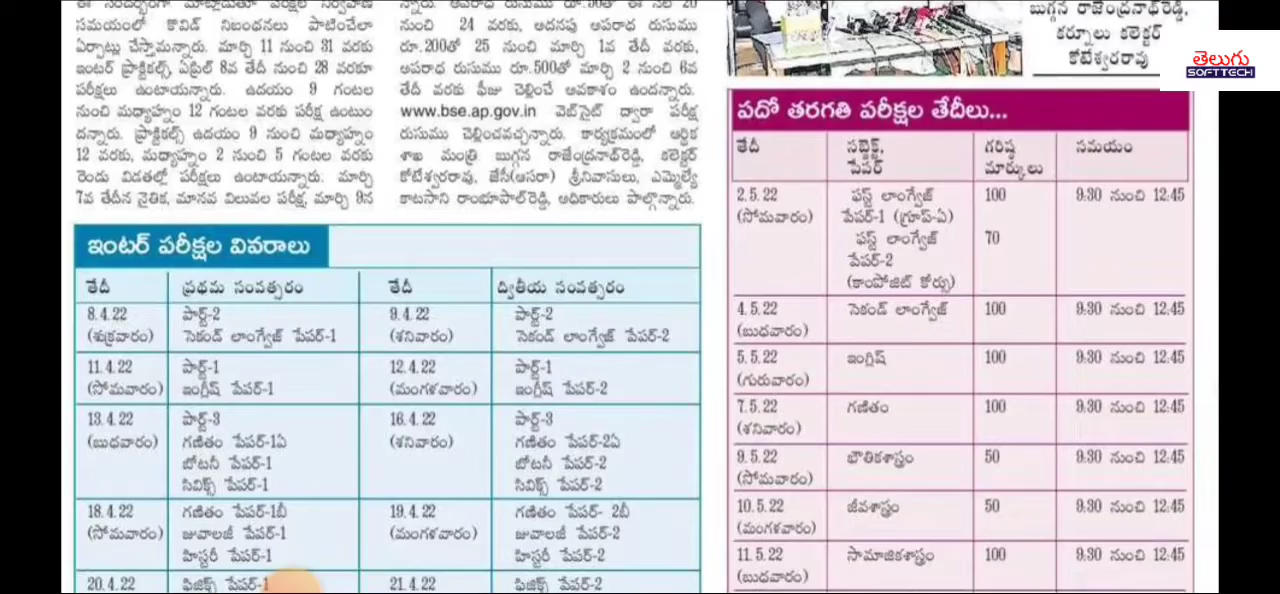 ఈ సందర్భంగా మాట్లాడుతూ పరీక్షల నిర్వహణ
సమయంలో కొవిడ్ నిబంధనలు పాటించేలా
ఏర్పాట్లు చేస్తామన్నారు. మార్చి 11 నుంచి 31 వరకు
ఇంటర్ ప్రాక్టికల్స్, ఏప్రిల్ 8వ తేదీ నుంచి 28 వరకూ
పరీక్షలు ఉంటాయన్నారు. ఉదయం 9 గంటల
నుంచి మధ్యాహ్నం 12 గంటల వరకు పరీక్ష ఉంటుం
దన్నారు. ప్రాక్టికల్స్ ఉదయం 9 నుంచి మధ్యాహ్నం
12 వరకు, మధ్యాహ్నం 2 నుంచి 5 గంటల వరకు
రెండు విడతల్లో పరీక్షలు ఉంటాయన్నారు. మార్చి
7వ తేదీన నైతిక, మానవ విలువల పరీక్ష, మార్చి 9న
న్నారు. అపరాధ రుసుము రూ.50తో ఈ నెల 20
నుంచి 24 వరకు, అదనపు అపరాధ రుసుము
రూ.200తో 25 నుంచి మార్చి 1వ తేదీ వరకు,
అపరాధ రుసుము రూ.500తో మార్చి 2 నుంచి 6వ
తేదీ వరకు ఫీజు చెల్లించే అవకాశం ఉందన్నారు.
www.bse.ap.gov.in వెబ్‌సైట్ ద్వారా పరీక్ష
రుసుము చెల్లించవచ్చన్నారు. కార్యక్రమంలో ఆర్థిక
శాఖ మంత్రి బుగ్గన రాజేంద్రనాథ్‌రెడ్డి, కలెక్టర్
కోటేశ్వరరావు, జేసీ(ఆసరా) శ్రీనివాసులు, ఎమ్మెల్యే
కాటసాని రాంభూపాల్‌రెడ్డి, అధికారులు పాల్గొన్నారు.
బుగ్గన రాజేంద్రనాథ్‌రెడ్డి,
కర్నూలు కలెక్టర్
కోటేశ్వరరావు
తెలుగు
SOFTTECH
ఇంటర్ పరీక్షల వివరాలు
తేదీ ప్రథమ సంవత్సరం తేదీ ద్వితీయ సంవత్సరం
8.4.22 పార్ట్-2 9.4.22 పార్ట్-2
(శుక్రవారం) సెకండ్ లాంగ్వేజ్ పేపర్-1 (శనివారం) సెకండ్ లాంగ్వేజ్ పేపర్-2
11.4.22 పార్ట్-1 12.4.22 పార్ట్-1
(సోమవారం) ఇంగ్లీష్ పేపర్-1 (మంగళవారం) ఇంగ్లీష్ పేపర్-2
13.4.22 పార్ట్-3 16.4.22 పార్ట్-3
(బుధవారం) గణితం పేపర్-1ఏ (శనివారం) గణితం పేపర్-2ఏ
బోటనీ పేపర్-1 బోటనీ పేపర్-2
సివిక్స్ పేపర్-1 సివిక్స్ పేపర్-2
18.4.22 గణితం పేపర్-1బీ 19.4.22 గణితం పేపర్- 2బీ
(సోమవారం) జువాలజీ పేపర్-1 (మంగళవారం) జువాలజీ పేపర్-2
హిస్టరీ పేపర్-1 హిస్టరీ పేపర్-2
20.4.22 ఫిజిక్స్ పేపర్-1 21.4.22 ఫిజిక్స్ పేపర్-2
పదో తరగతి పరీక్షల తేదీలు...
తేదీ సబ్జెక్ట్, గరిష్ఠ సమయం
పేపర్ మార్కులు
2.5.22 ఫస్ట్ లాంగ్వేజ్ 100 9.30 నుంచి 12.45
(సోమవారం) పేపర్-1 (గ్రూప్-ఏ)
ఫస్ట్ లాంగ్వేజ్ 70
పేపర్-2
(కాంపోజిట్ కోర్సు)
4.5.22 సెకండ్ లాంగ్వేజ్ 100 9.30 నుంచి 12.45
(బుధవారం)
5.5.22 ఇంగ్లిష్ 100 9.30 నుంచి 12.45
(గురువారం)
7.5.22 గణితం 100 9.30 నుంచి 12.45
(శనివారం)
9.5.22 భౌతికశాస్త్రం 50 9.30 నుంచి 12:45
(సోమవారం)
10.5.22 జీవశాస్త్రం 50 9.30 నుంచి 12.45
(మంగళవారం)
11.5.22 సామాజికశాస్త్రం 100 9.30 నుంచి 12.45
(బుధవారం)